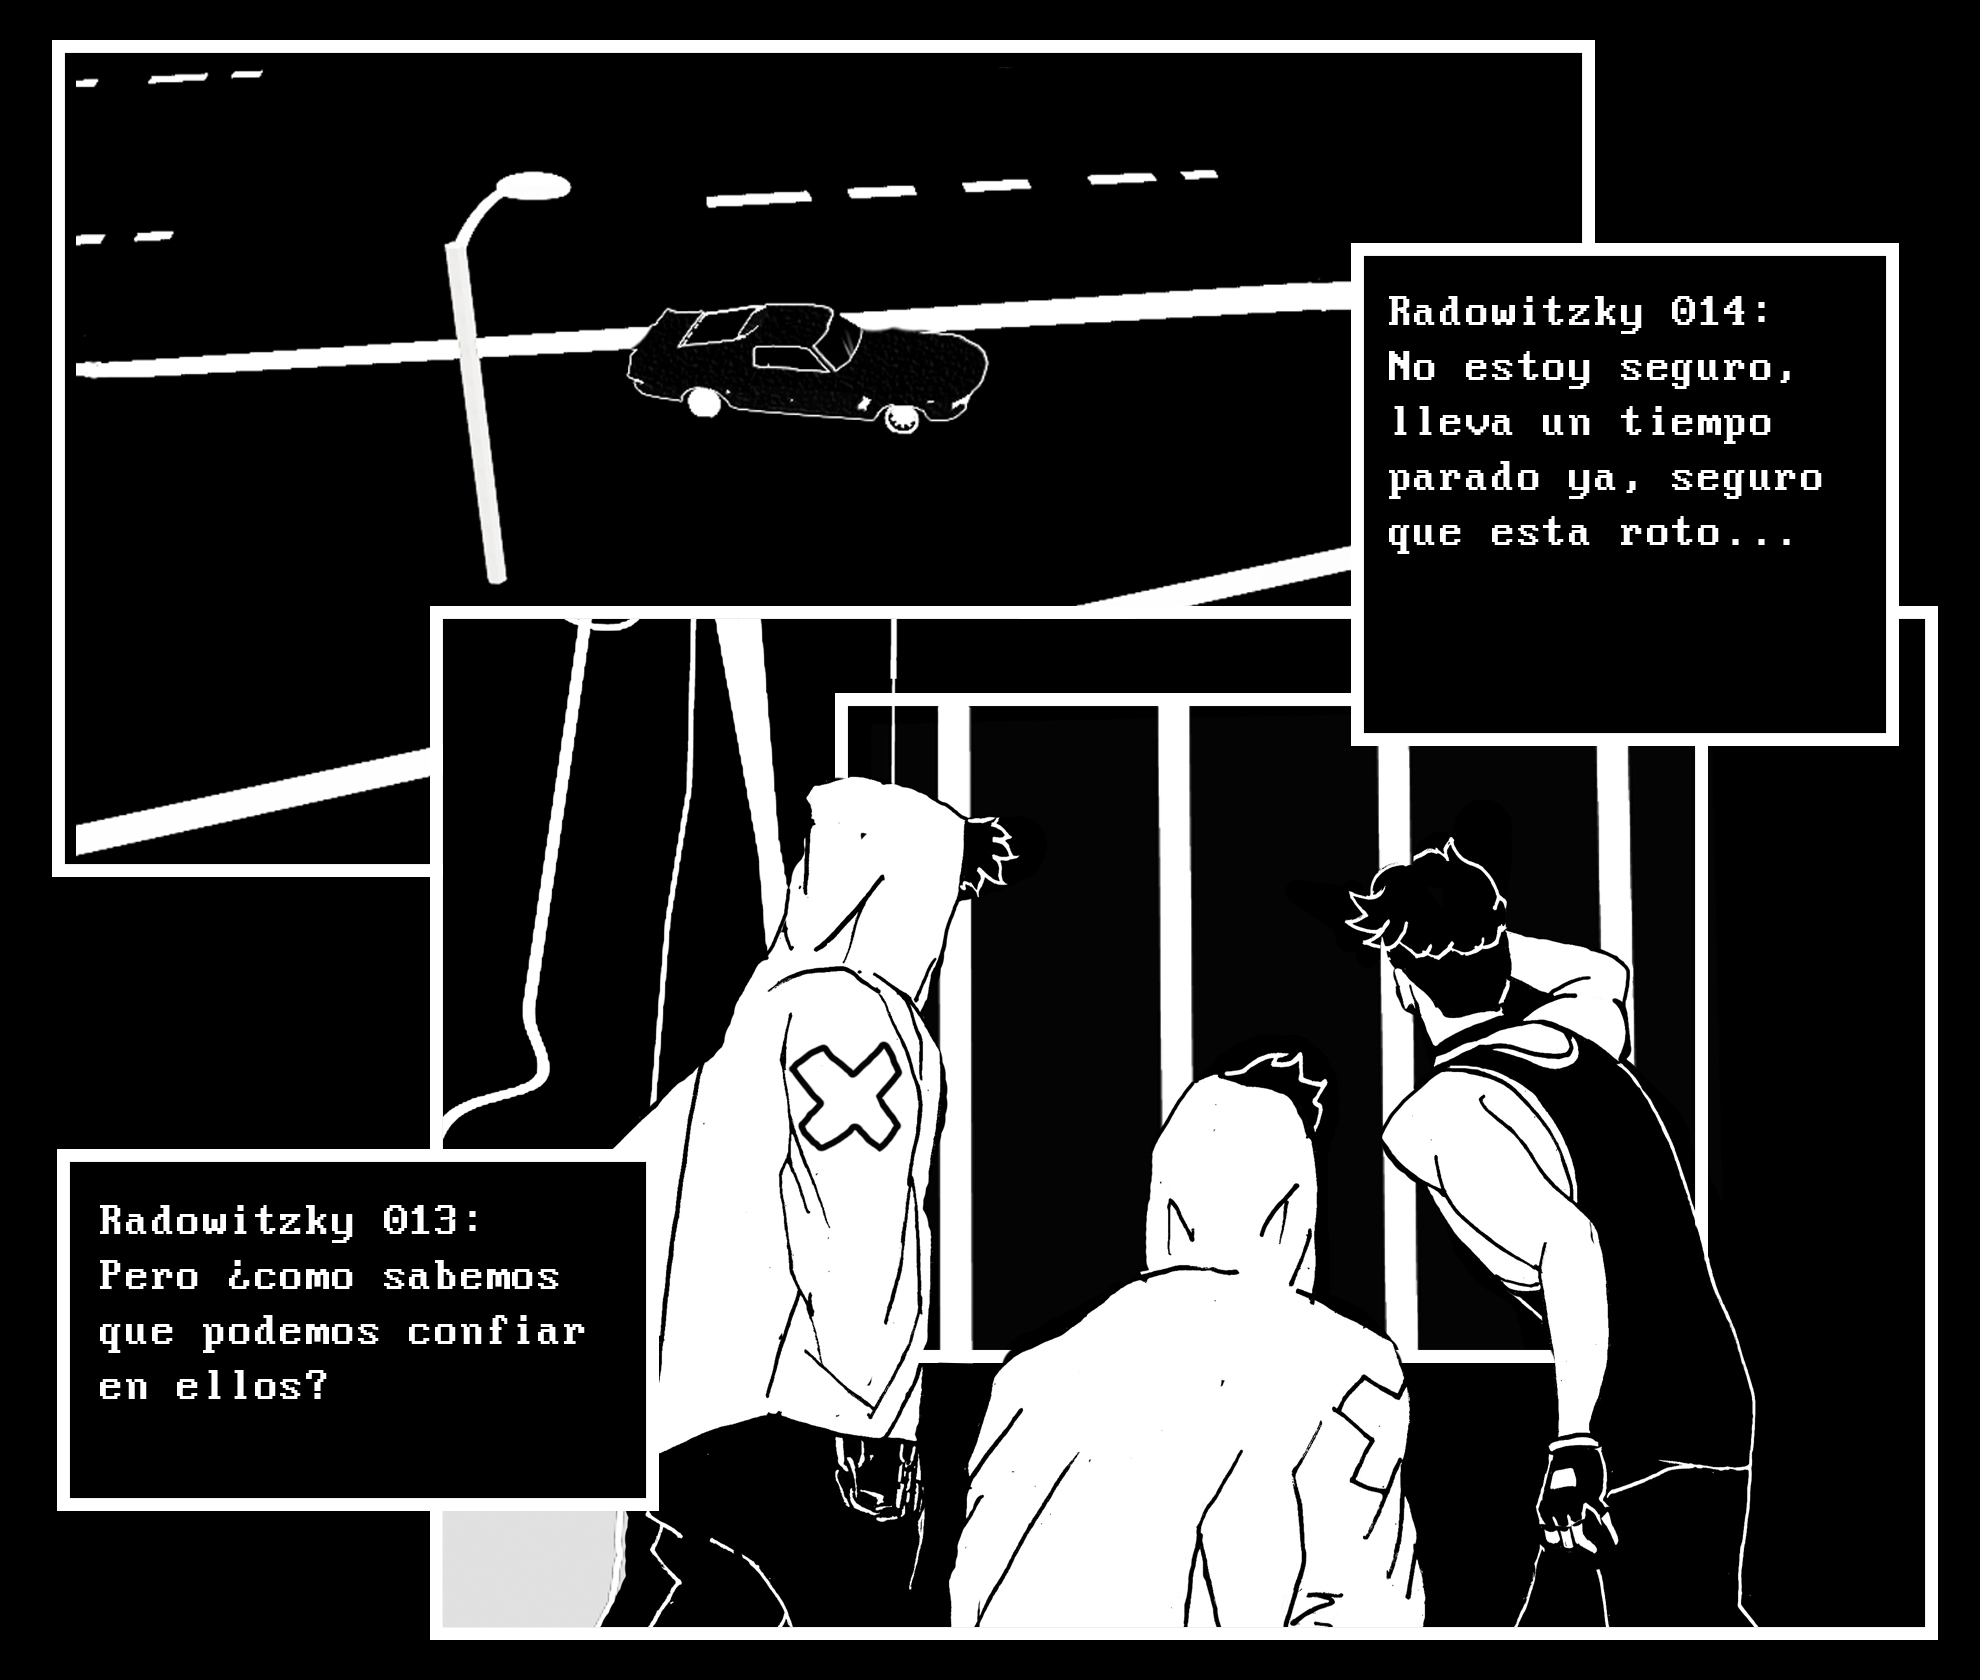 Radowitzky 014:
No estoy seguro,
lleva un tiempo
parado ya, seguro
que esta roto...
Radowitzky 013:
Pero ¿como sabemos
que podemos confiar
en ellos?